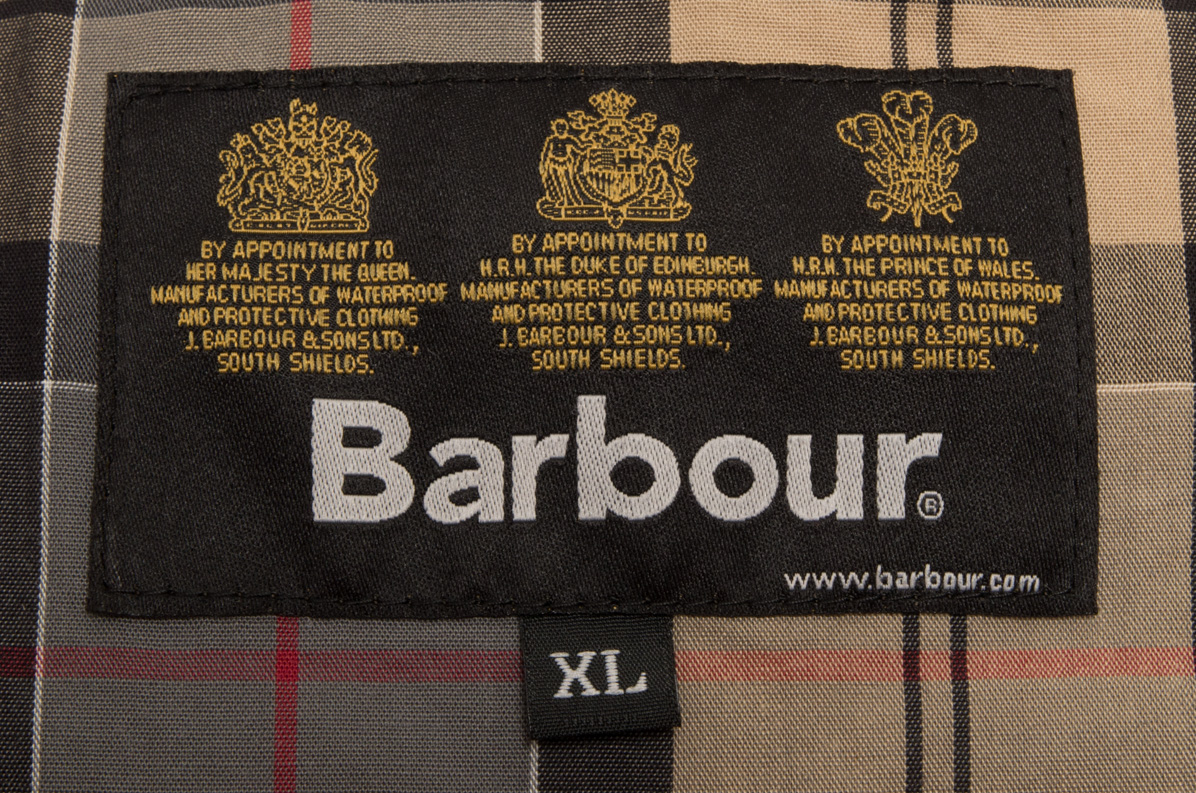 BY APPOINTMENT TO
HER MAJESTY THE QUEEN.
MANUFACTURERS OF WATERPROOF
AND PROTECTIVE CLOTHING
J. BARBOUR & SONS LTD.,
SOUTH SHIELDS.
BY APPOINTMENT TO
H.R.H. THE DUKE OF EDINBURGH.
MANUFACTURERS OF WATERPROOF
AND PROTECTIVE CLOTHING
J. BARBOUR & SONS LTD.,
SOUTH SHIELDS.
BY APPOINTMENT TO
H.R.H. THE PRINCE OF WALES.
MANUFACTURERS OF WATERPROOF
AND PROTECTIVE CLOTHING
J. BARBOUR & SONS LTD.,
SOUTH SHIELDS.
Barbour®
www.barbour.com
XL